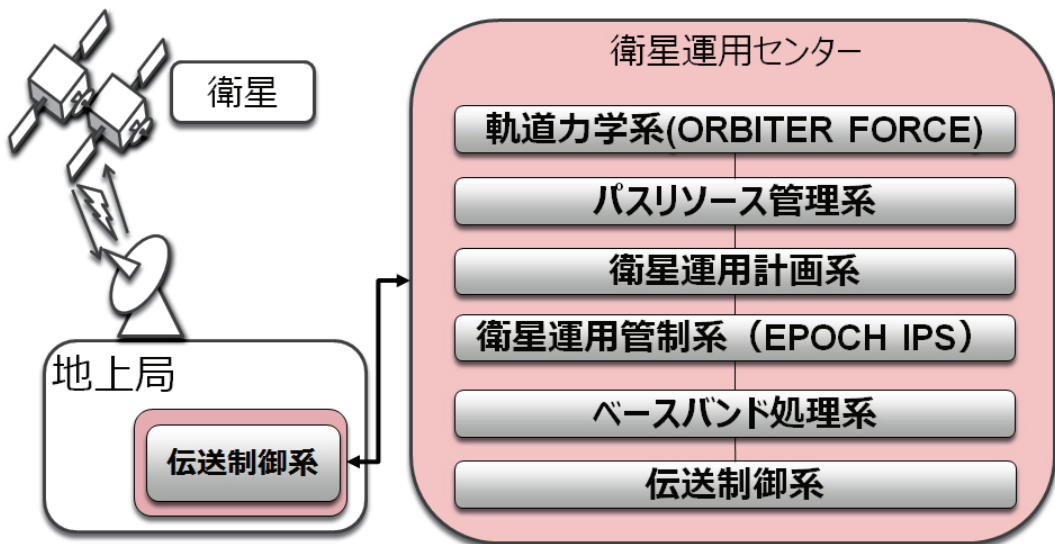 衛星
衛星運用センター
軌道力学系(ORBITER FORCE)
パスリソース管理系
衛星運用計画系
衛星運用管制系（EPOCH IPS）
ベースバンド処理系
伝送制御系
地上局
伝送制御系